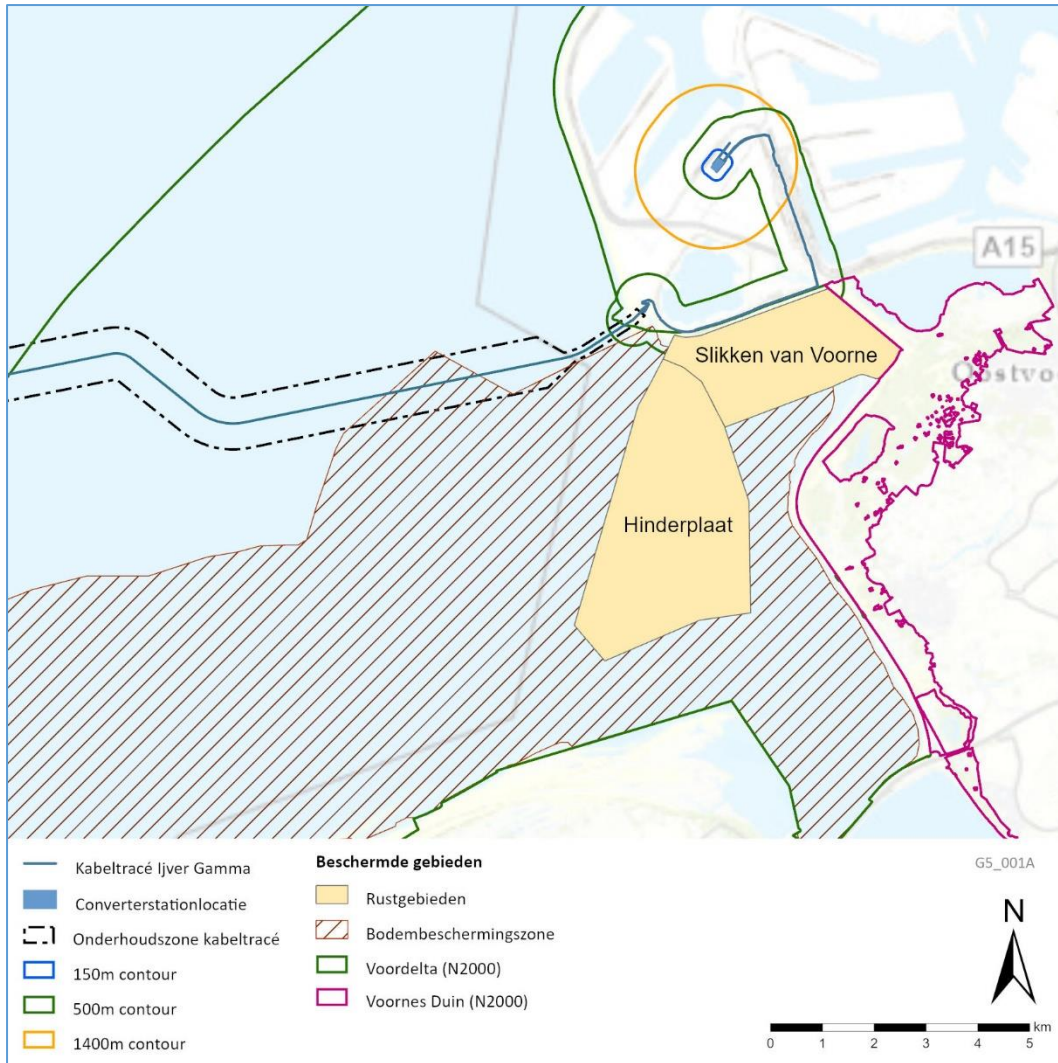 A15
Slikken van Voorne
Hinderplaat
Kabeltracé Ijver Gamma
Converterstationlocatie
Onderhoudszone kabeltracé
150m contour
500m contour
1400m contour
Beschermde gebieden
Rustgebieden
Bodembeschermingszone
Voordelta (N2000)
Voornes Duin (N2000)
G5_001A
N
km
0 1 2 3 4 5